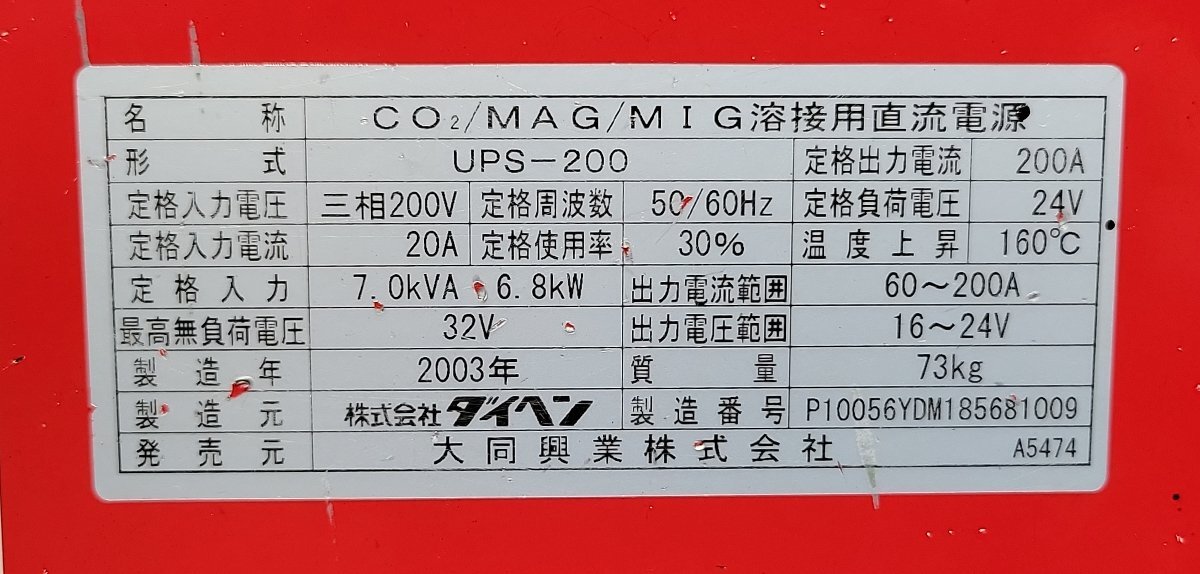 名称 CO₂/MAG/MIG溶接用直流電源
形式 UPS-200 定格出力電流 200A
定格入力電圧 三相200V 定格周波数 50/60Hz 定格負荷電圧 24V
定格入力電流 20A 定格使用率 30% 温度上昇 160℃
定格入力 7.0kVA 6.8kW 出力電流範囲 60～200A
最高無負荷電圧 32V 出力電圧範囲 16～24V
製造年 2003年 質量 73kg
製造元 株式会社ダイヘン 製造番号 P10056YDM185681009
発売元 大同興業株式会社 A5474